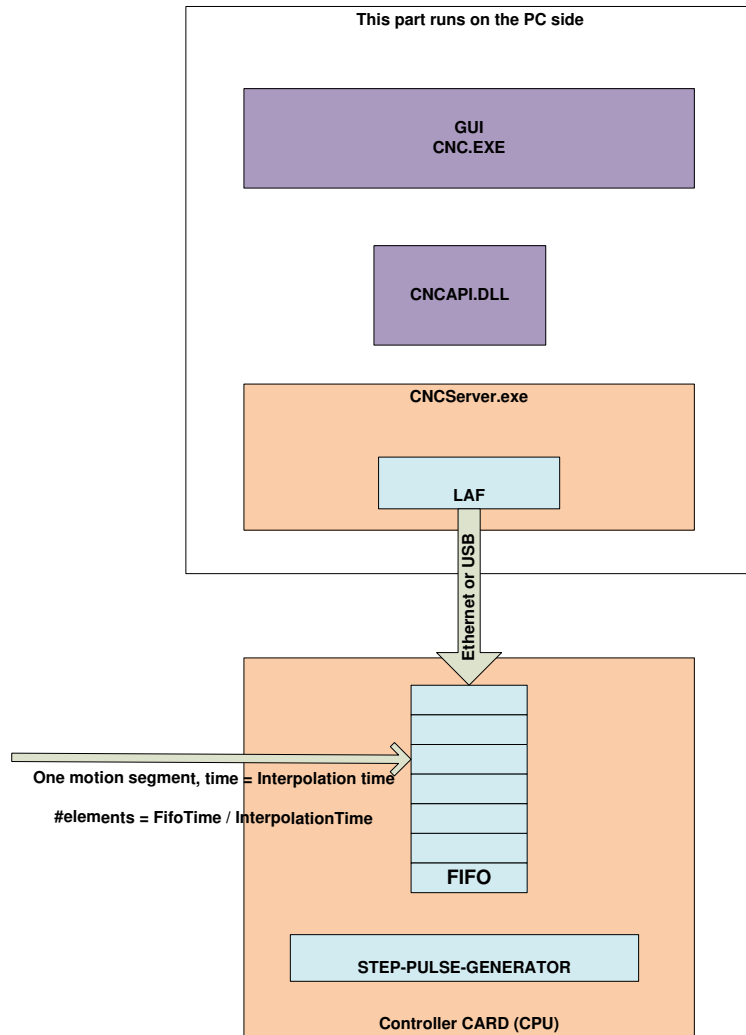 This part runs on the PC side
GUI
CNC.EXE
CNCAPI.DLL
CNCServer.exe
LAF
Ethernet or USB
One motion segment, time = Interpolation time
#elements = FifoTime / InterpolationTime
FIFO
STEP-PULSE-GENERATOR
Controller CARD (CPU)